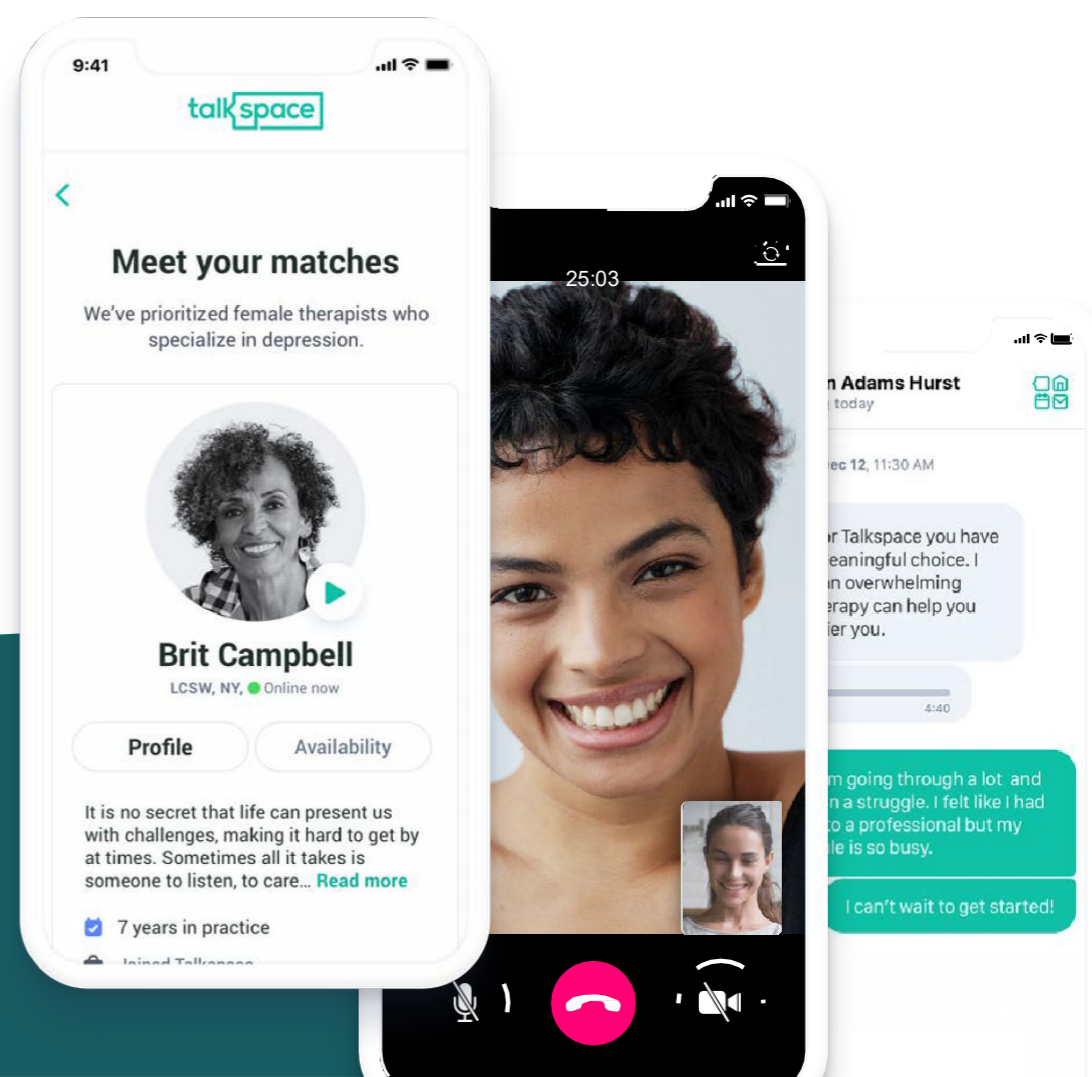 9:41
talkspace
Meet your matches
We've prioritized female therapists who
specialize in depression.
Brit Campbell
LCSW, NY, Online now
Profile
Availability
It is no secret that life can present us
with challenges, making it hard to get by
at times. Sometimes all it takes is
someone to listen, to care... Read more
7 years in practice
Joined Talkspace
25:03
n Adams Hurst
today
ec 12, 11:30 AM
or Talkspace you have
eaningful choice. I
n overwhelming
erapy can help you
ier you.
4:40
m going through a lot and
n a struggle. I felt like I had
to a professional but my
le is so busy.
I can't wait to get started!